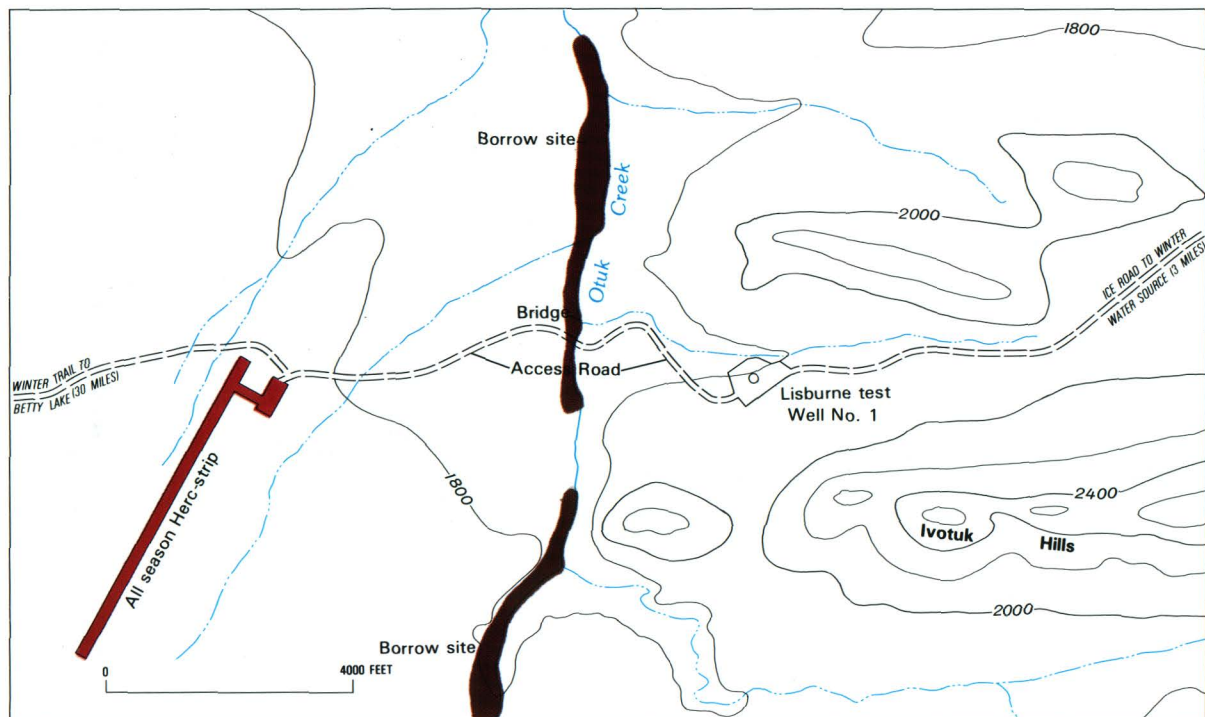 1800
Borrow site
Creek
Otuk
2000
ICE ROAD TO WINTER
WATER SOURCE (3 MILES)
Bridge
Access Road
WINTER TRAIL TO
BETTY LAKE (30 MILES)
Lisburne test
Well No. 1
All season Herc-strip
1800
2400
Ivotuk Hills
2000
Borrow site
0 4000 FEET